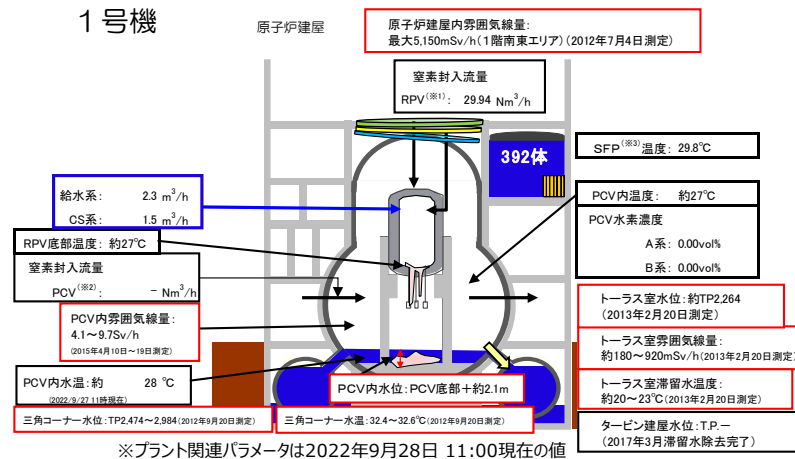 1号機
原子炉建屋
原子炉建屋内雰囲気線量:
最大5,150mSv/h(1階南東エリア)(2012年7月4日測定)
窒素封入流量
RPV(※1): 29.94 Nm3/h
392体
SFP(※3)温度: 29.8℃
給水系: 2.3 m3/h
CS系: 1.5 m3/h
PCV内温度: 約27℃
PCV水素濃度
A系: 0.00vol%
B系: 0.00vol%
RPV底部温度: 約27℃
窒素封入流量
PCV(※2): － Nm3/h
PCV内雰囲気線量:
4.1～9.7Sv/h
(2015年4月10日～19日測定)
トーラス室水位:約TP2,264
(2013年2月20日測定)
トーラス室雰囲気線量:
約180～920mSv/h(2013年2月20日測定)
PCV内水温:約 28 ℃
(2022/9/27 11時現在)
PCV内水位:PCV底部＋約2.1m
トーラス室滞留水温度:
約20～23℃(2013年2月20日測定)
三角コーナー水位:TP2,474～2,984(2012年9月20日測定)
三角コーナー水温:32.4～32.6℃(2012年9月20日測定)
タービン建屋水位:T.P.－
(2017年3月滞留水除去完了)
※プラント関連パラメータは2022年9月28日 11:00現在の値